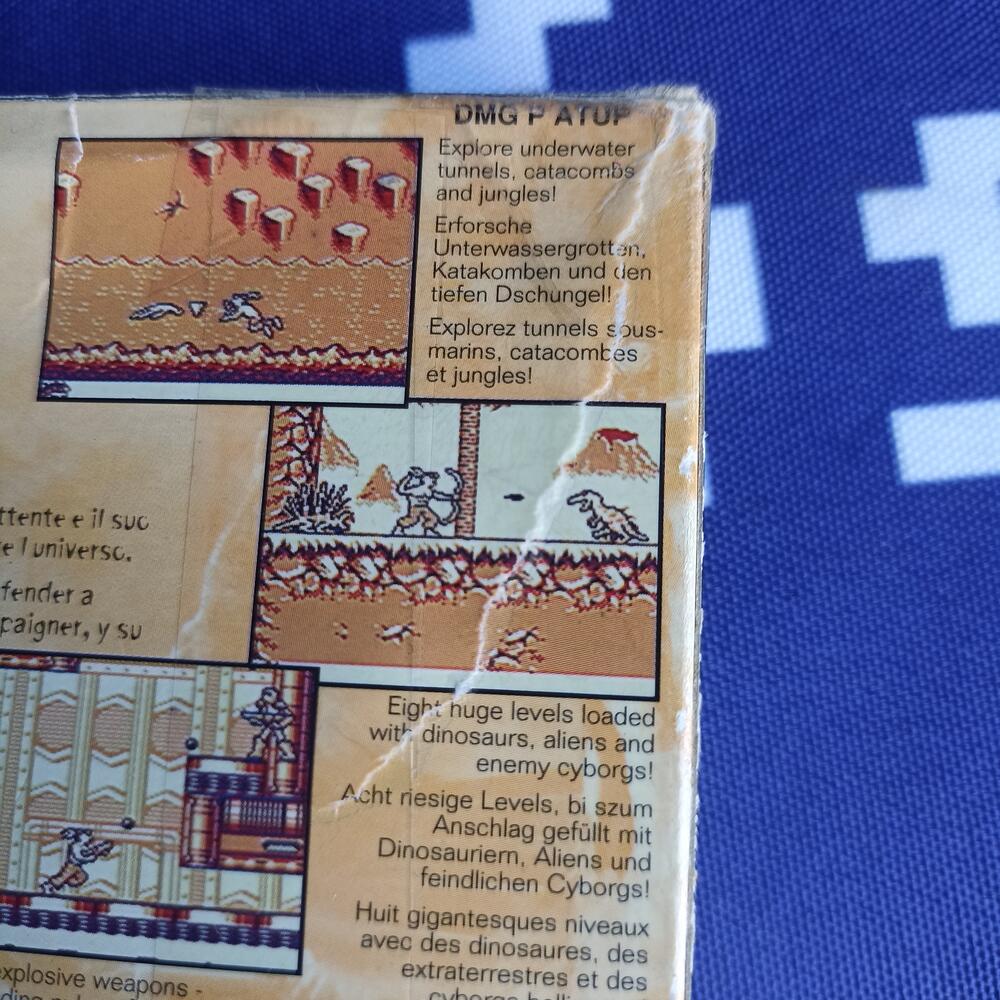 DMG P ATUP
Explore underwater
tunnels, catacombs
and jungles!
Erforsche
Unterwassergrotten,
Katakomben und den
tiefen Dschungel!
Explorez tunnels sous-
marins, catacombes
et jungles!
ttente e il suo
e l universo.
fender a
paigner, y su
Eight huge levels loaded
with dinosaurs, aliens and
enemy cyborgs!
Acht riesige Levels, bi szum
Anschlag gefüllt mit
Dinosauriern, Aliens und
feindlichen Cyborgs!
Huit gigantesques niveaux
avec des dinosaures, des
extraterrestres et des
explosive weapons -